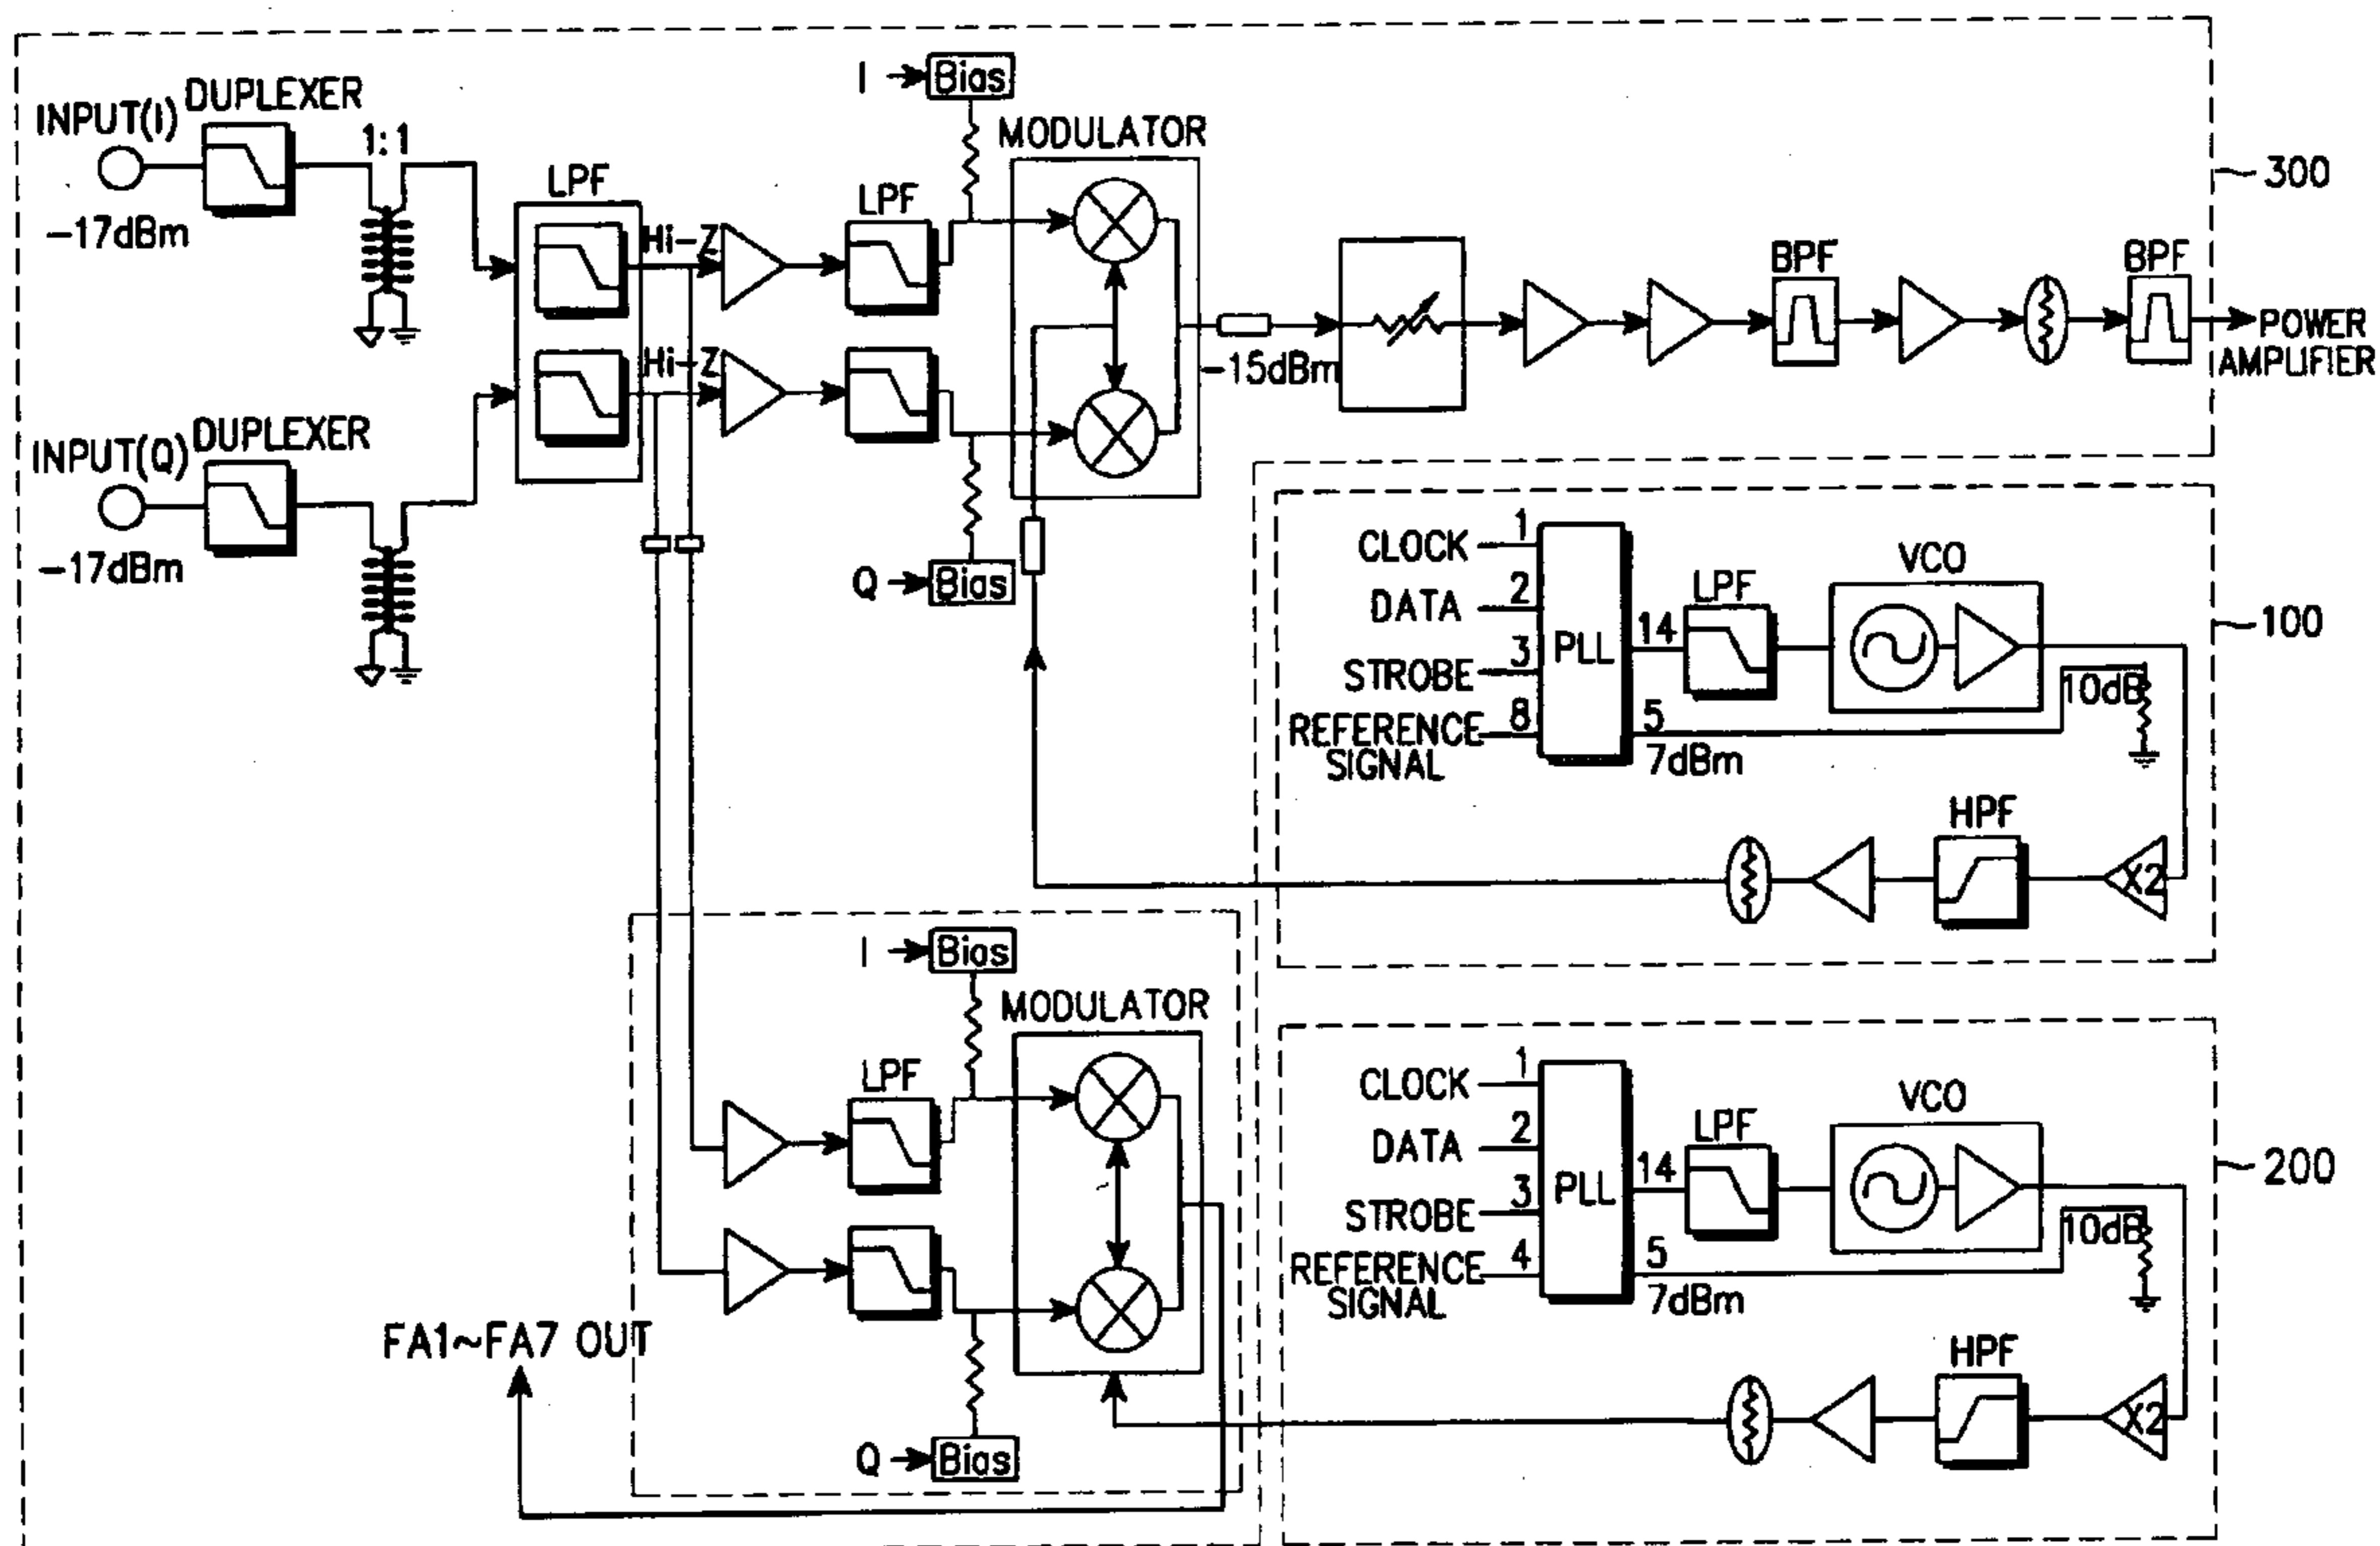 I
Bias
INPUT(I)
DUPLEXER
1:1
MODULATOR
LPF
LPF
300
-17dBm
Hi-Z
BPF
BPF
POWER
AMPLIFIER
Hi-Z
-15dBm
INPUT(Q)
DUPLEXER
-17dBm
Q
Bias
CLOCK
1
DATA
2
STROBE
3
REFERENCE
SIGNAL
8
PLL
14
LPF
VCO
100
10dB
5
7dBm
HPF
X2
I
Bias
MODULATOR
LPF
CLOCK
1
DATA
2
STROBE
3
REFERENCE
SIGNAL
4
PLL
14
LPF
VCO
200
10dB
5
7dBm
HPF
X2
FA1~FA7 OUT
Q
Bias